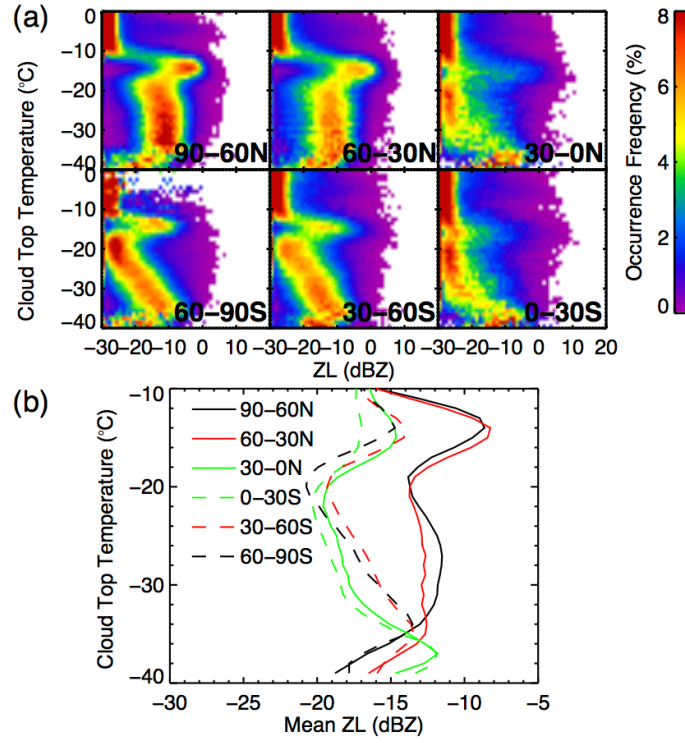 (a)
0
−10
−20
−30
−40
0
−10
−20
−30
−40
Cloud Top Temperature (°C)
Cloud Top Temperature (°C)
90−60N
60−30N
30−0N
60−90S
30−60S
0−30S
−30−20−10 0 −30−20−10 0 −30−20−10 0 10 20
ZL (dBZ)
8
6
4
2
0
Occurrence Freqency (%)
(b)
−10
−20
−30
−40
Cloud Top Temperature (°C)
90−60N
60−30N
30−0N
0−30S
30−60S
60−90S
−30 −25 −20 −15 −10 −5
Mean ZL (dBZ)